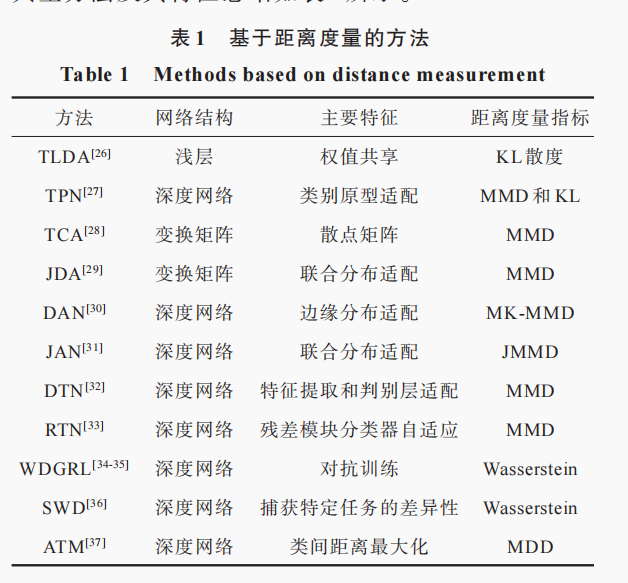 表1 基于距离度量的方法
Table 1 Methods based on distance measurement
方法 网络结构 主要特征 距离度量指标
TLDA[26] 浅层 权值共享 KL散度
TPN[27] 深度网络 类别原型适配 MMD和KL
TCA[28] 变换矩阵 散点矩阵 MMD
JDA[29] 变换矩阵 联合分布适配 MMD
DAN[30] 深度网络 边缘分布适配 MK-MMD
JAN[31] 深度网络 联合分布适配 JMMD
DTN[32] 深度网络 特征提取和判别层适配 MMD
RTN[33] 深度网络 残差模块分类器自适应 MMD
WDGRL[34-35] 深度网络 对抗训练 Wasserstein
SWD[36] 深度网络 捕获特定任务的差异性 Wasserstein
ATM[37] 深度网络 类间距离最大化 MDD